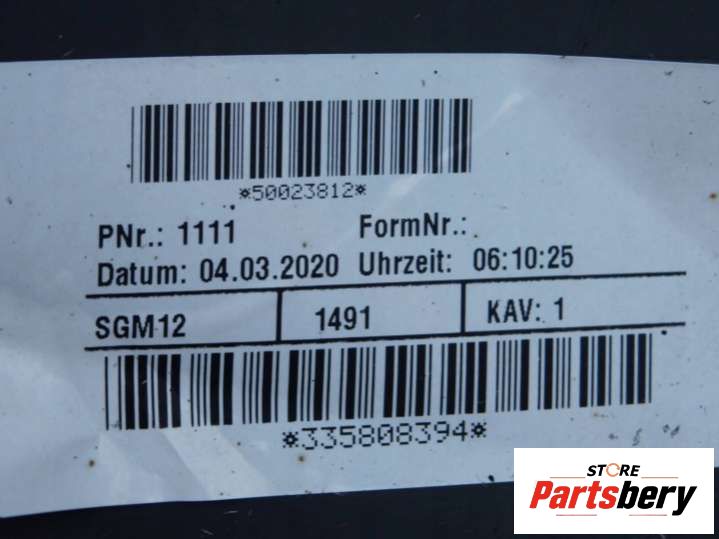 *50023812*
PNr.: 1111 FormNr.:
Datum: 04.03.2020 Uhrzeit: 06:10:25
SGM12 1491 KAV: 1
*335808394*
STORE
Partsbery